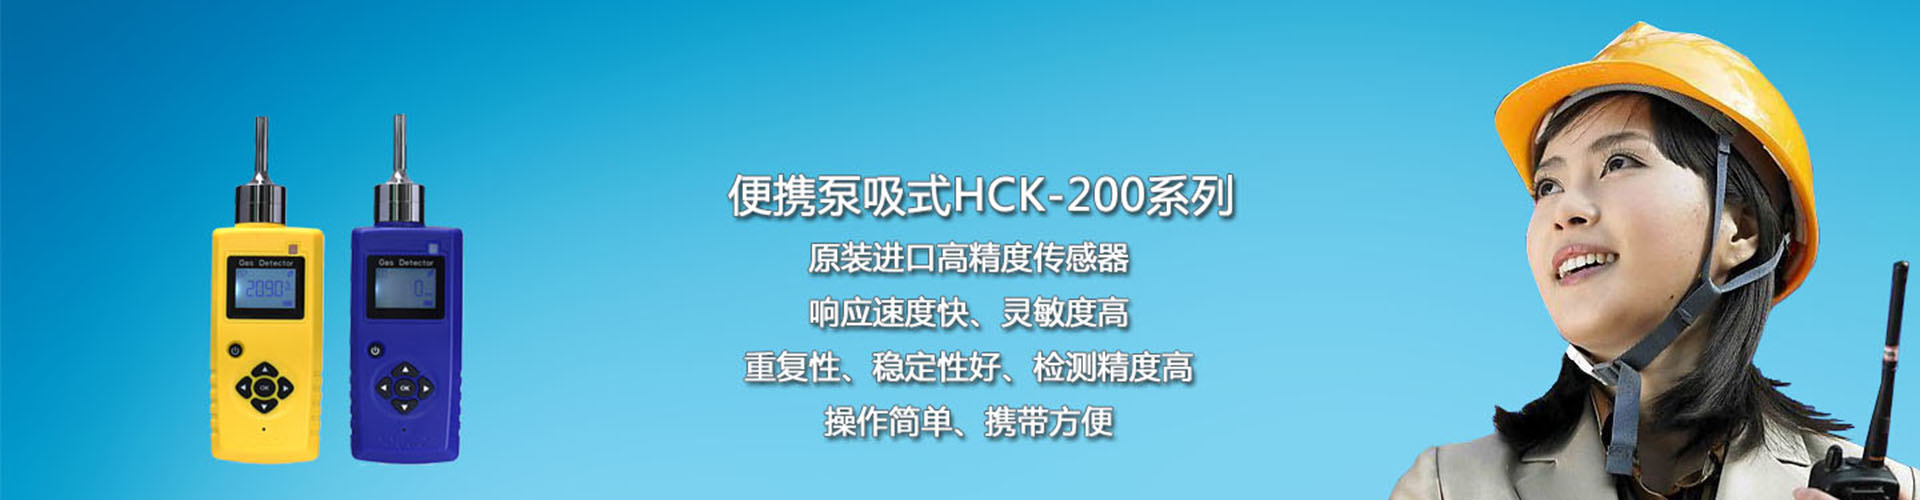 便携泵吸式HCK-200系列
原装进口高精度传感器
响应速度快、灵敏度高
重复性、稳定性好、检测精度高
操作简单、携带方便
Gas Detector
Gas Detector
OK
OK